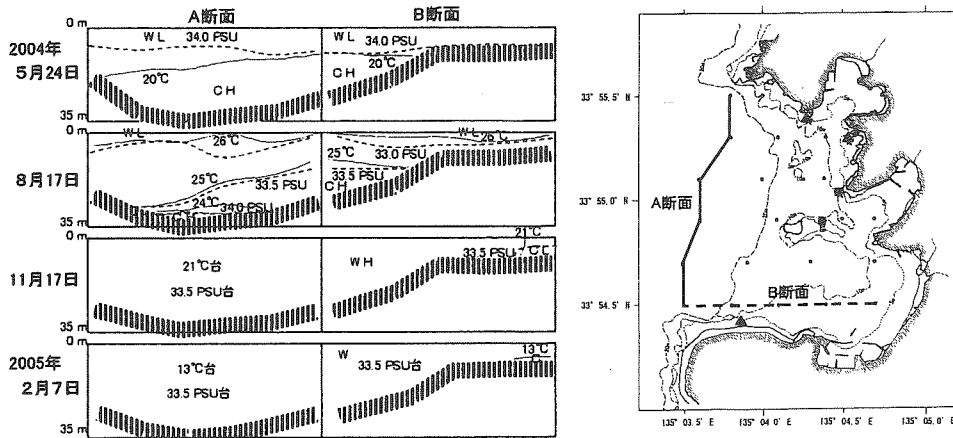 A断面
B断面
2004年
5月24日
0 m
35 m
WL 34.0 PSU
20℃
CH
WL 34.0 PSU
20℃
CH
8月17日
0 m
35 m
WL
26℃
25℃
33.5 PSU
24℃
34.0 PSU
WL
26℃
25℃
33.0 PSU
33.5 PSU
CH
11月17日
0 m
35 m
21℃台
33.5 PSU台
WH
21℃
33.5 PSU
CL
2005年
2月7日
0 m
35 m
13℃台
33.5 PSU台
W
33.5 PSU台
13℃
C
33° 55.5' N
33° 55.0' N
33° 54.5' N
A断面
B断面
135° 03.5' E
135° 04.0' E
135° 04.5' E
135° 05.0' E